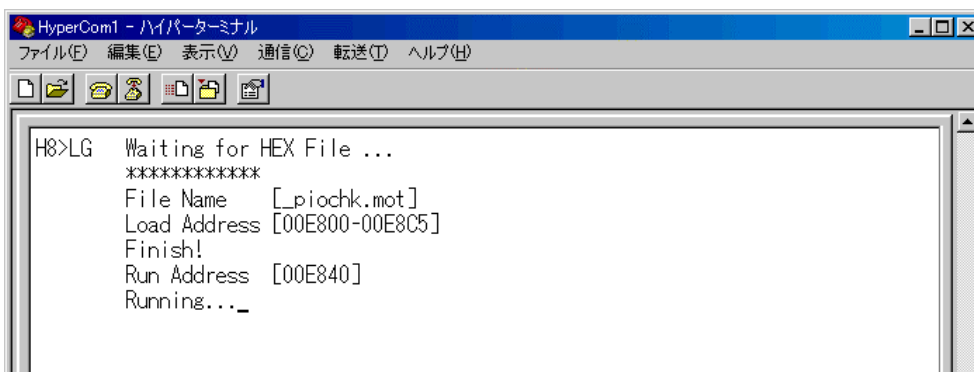 HyperCom1 - ハイパーターミナル
ファイル(F) 編集(E) 表示(V) 通信(C) 転送(T) ヘルプ(H)
H8>LG Waiting for HEX File ...
************
File Name [_piochk.mot]
Load Address [00E800-00E8C5]
Finish!
Run Address [00E840]
Running..._